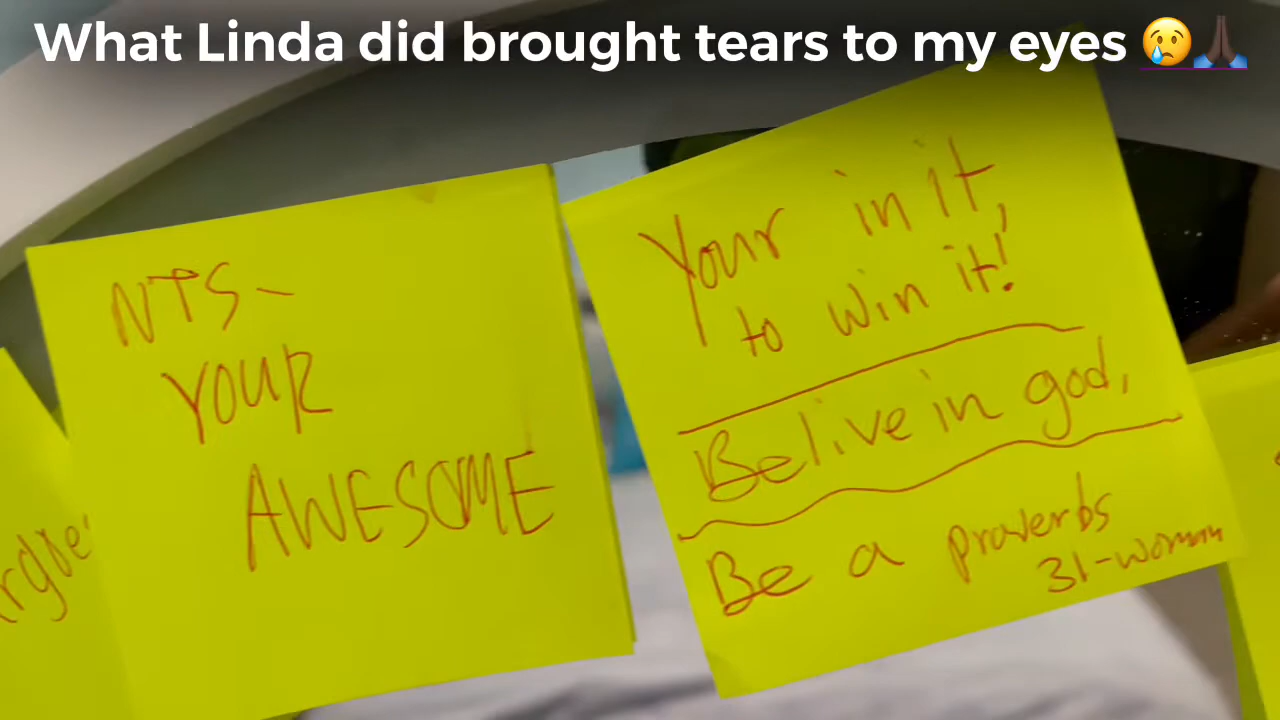 What Linda did brought tears to my eyes 😢🙏🏿
NTS-
YOUR
AWESOME
Your in it,
to win it!
Belive in god,
Be a proverbs
31-woman